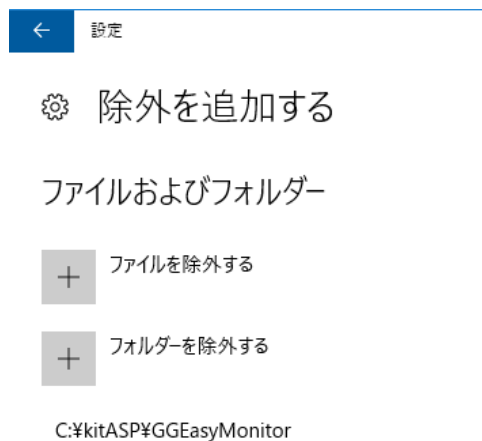 設定
除外を追加する
ファイルおよびフォルダー
ファイルを除外する
フォルダーを除外する
C:¥kitASP¥GGEasyMonitor